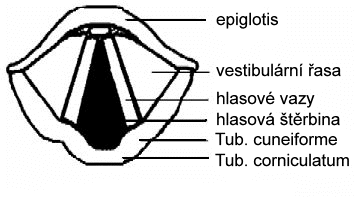 epiglotis
vestibulární řasa
hlasové vazy
hlasová štěrbina
Tub. cuneiforme
Tub. corniculatum